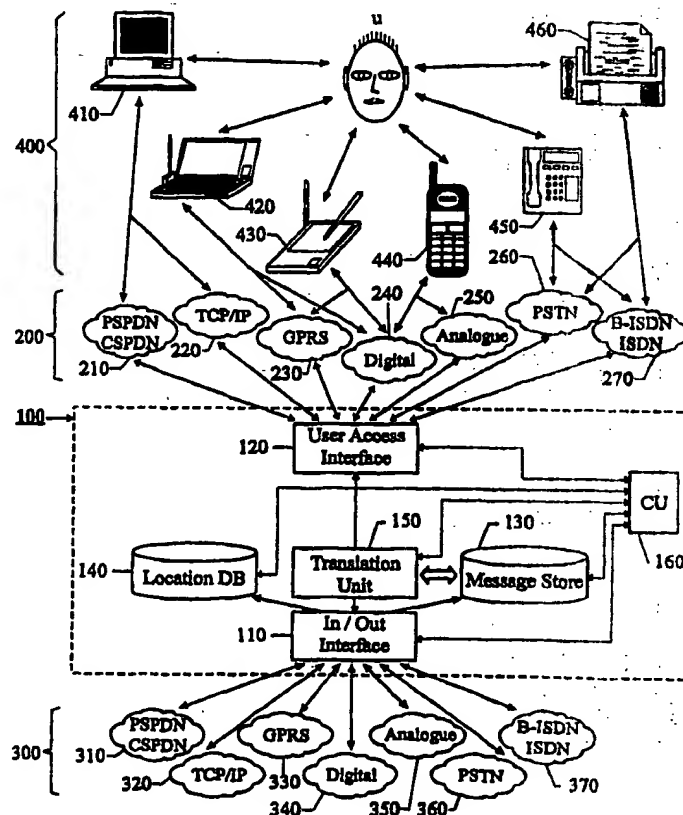 u
460
410
400
420
430
440
450
260
240
250
200
PSPDN
CSPDN
210
TCP/IP
220
GPRS
230
Digital
Analogue
PSTN
B-ISDN
ISDN
270
100
120
User Access
Interface
CU
160
150
130
140
Location DB
Translation
Unit
Message Store
110
In / Out
Interface
300
PSPDN
CSPDN
310
GPRS
330
Analogue
350
B-ISDN
ISDN
370
320
TCP/IP
Digital
340
PSTN
360